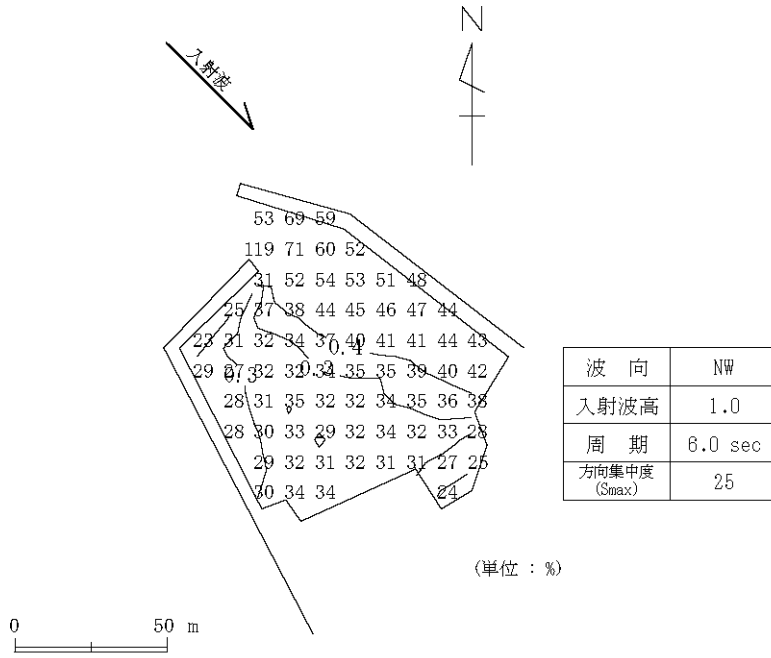 N
入射波
53 69 59
119 71 60 52
31 52 54 53 51 48
25 37 38 44 45 46 47 44
23 31 32 34 37 40 41 41 44 43
0.4
29 27 32 32 34 35 35 39 40 42
0.3 0.3
28 31 35 32 32 34 35 36 38
28 30 33 29 32 34 32 33 28
29 32 31 32 31 31 27 25
30 34 34 24
波 向 NW
入射波高 1.0
周 期 6.0 sec
方向集中度
(Smax) 25
(単位 : %)
0 50 m